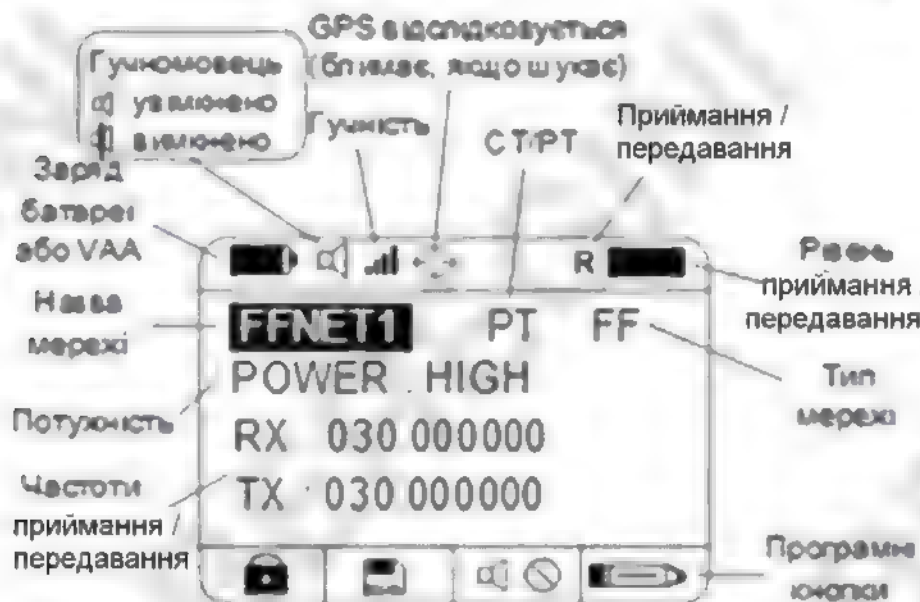 GPS відслідковується
(блимає, якщо шукає)
Гучномовець
увімкнено
вимкнено
Гучність
СТ/РТ
Приймання /
передавання
Заряд
батареї
або VAA
R
Рівень
приймання /
передавання
Назва
мережі
FFNET1 PT FF
Тип
мережі
POWER HIGH
Потужність
RX 030 000000
Частоти
приймання /
передавання
TX 030 000000
Програмні
кнопки